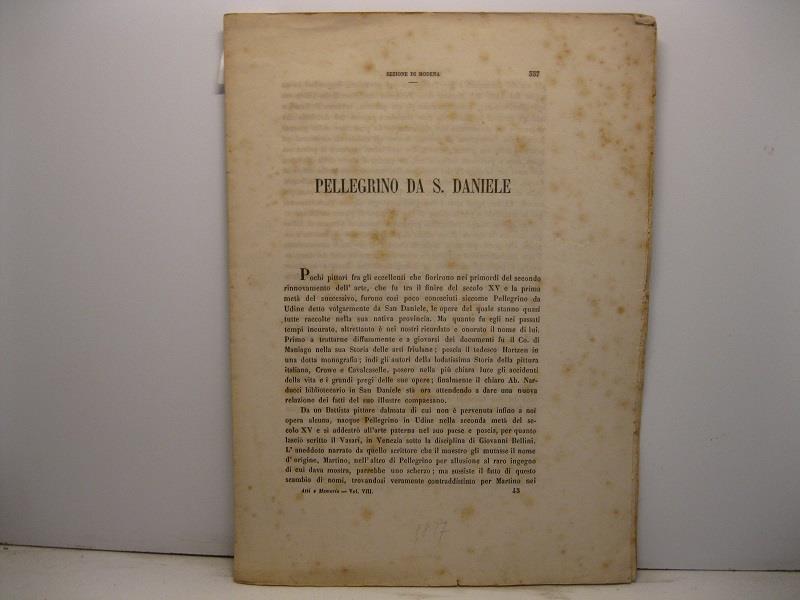 SEZIONE DI MODENA 337
PELLEGRINO DA S. DANIELE
Pochi pittori fra gli eccellenti che fiorirono nei primordi del secondo
rinnovamento dell' arte, che fu tra il finire del secolo XV e la prima
metà del successivo, furono così poco conosciuti siccome Pellegrino da
Udine detto volgarmente da San Daniele, le opere del quale stanno quasi
tutte raccolte nella sua nativa provincia. Ma quanto fu egli nei passati
tempi incurato, altrettanto è nei nostri ricordato e onorato il nome di lui.
Primo a trattarne diffusamente e a giovarsi dei documenti fu il Co. di
Maniago nella sua Storia delle arti friulane; poscia il tedesco Hartzen in
una dotta monografia; indi gli autori della lodatissima Storia della pittura
italiana, Crowe e Cavalcaselle, posero nella più chiara luce gli accidenti
della vita e i grandi pregi delle sue opere; finalmente il chiaro Ab. Nar-
ducci bibliotecario in San Daniele stà ora attendendo a dare una nuova
relazione dei fatti del suo illustre compaesano.
Da un Battista pittore dalmata di cui non è pervenuta infino a noi
opera alcuna, nacque Pellegrino in Udine nella seconda metà del se-
colo XV e si addestrò all'arte paterna nel suo paese e poscia, per quanto
lasciò scritto il Vasari, in Venezia sotto la disciplina di Giovanni Bellini.
L' aneddoto narrato da quello scrittore che il maestro gli mutasse il nome
d' origine, Martino, nell'altro di Pellegrino per allusione al raro ingegno
di cui dava mostra, parrebbe uno scherzo; ma sussiste il fatto di questo
scambio di nomi, trovandosi veramente contraddistinto per Martino nei
Atti e Memorie — Vol. VIII. 43